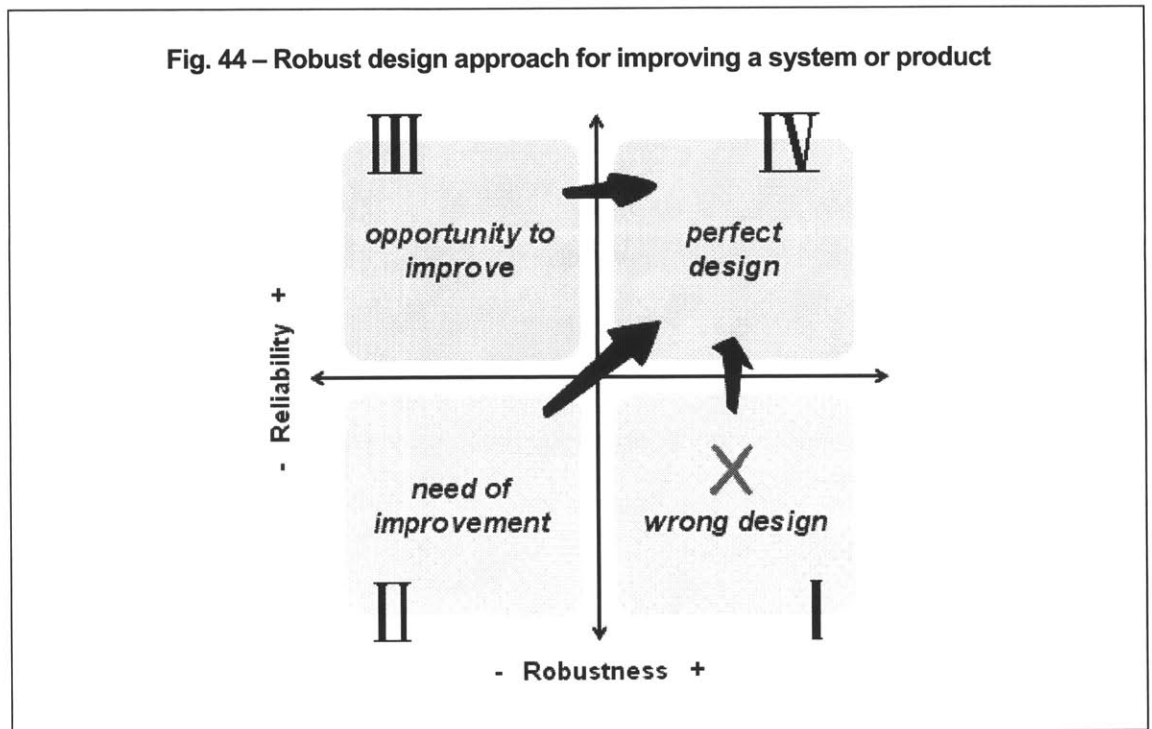 Fig. 44 – Robust design approach for improving a system or product
III
IV
opportunity to
improve
perfect
design
- Reliability +
need of
improvement
wrong design
II
I
- Robustness +